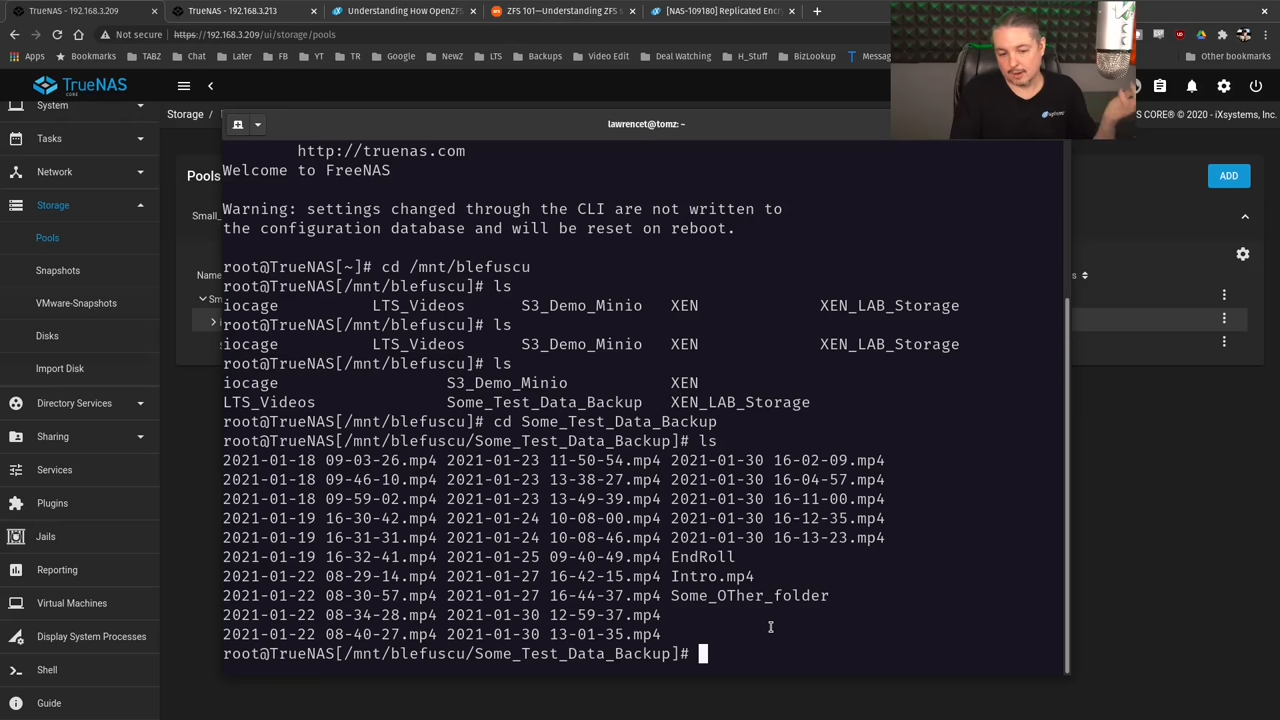 TrueNAS - 192.168.3.209
TrueNAS - 192.168.3.213
Understanding How OpenZFS
ZFS 101—Understanding ZFS s
[NAS-109180] Replicated Enc
Not secure
https://192.168.3.209/ui/storage/pools
Apps
Bookmarks
TABZ
Chat
Later
FB
YT
TR
Google
NewZ
LTS
Backups
Video Edit
Deal Watching
H_Stuff
BizLookup
Messa
Other bookmarks
TrueNAS
CORE
S CORE® © 2020 - iXsystems, Inc.
System
Tasks
Network
Storage
Pools
Snapshots
VMware-Snapshots
Disks
Import Disk
Directory Services
Sharing
Services
Plugins
Jails
Reporting
Virtual Machines
Display System Processes
Shell
Guide
Storage /
Pools
ADD
Small_
Name
Sm
lawrencet@tomz:~
http://truenas.com
Welcome to FreeNAS
Warning: settings changed through the CLI are not written to
the configuration database and will be reset on reboot.
root@TrueNAS[~]# cd /mnt/blefuscu
root@TrueNAS[/mnt/blefuscu]# ls
iocage LTS_Videos S3_Demo_Minio XEN XEN_LAB_Storage
root@TrueNAS[/mnt/blefuscu]# ls
iocage LTS_Videos S3_Demo_Minio XEN XEN_LAB_Storage
root@TrueNAS[/mnt/blefuscu]# ls
iocage S3_Demo_Minio XEN
LTS_Videos Some_Test_Data_Backup XEN_LAB_Storage
root@TrueNAS[/mnt/blefuscu]# cd Some_Test_Data_Backup
root@TrueNAS[/mnt/blefuscu/Some_Test_Data_Backup]# ls
2021-01-18 09-03-26.mp4 2021-01-23 11-50-54.mp4 2021-01-30 16-02-09.mp4
2021-01-18 09-46-10.mp4 2021-01-23 13-38-27.mp4 2021-01-30 16-04-57.mp4
2021-01-18 09-59-02.mp4 2021-01-23 13-49-39.mp4 2021-01-30 16-11-00.mp4
2021-01-19 16-30-42.mp4 2021-01-24 10-08-00.mp4 2021-01-30 16-12-35.mp4
2021-01-19 16-31-31.mp4 2021-01-24 10-08-46.mp4 2021-01-30 16-13-23.mp4
2021-01-19 16-32-41.mp4 2021-01-25 09-40-49.mp4 EndRoll
2021-01-22 08-29-14.mp4 2021-01-27 16-42-15.mp4 Intro.mp4
2021-01-22 08-30-57.mp4 2021-01-27 16-44-37.mp4 Some_OTher_folder
2021-01-22 08-34-28.mp4 2021-01-30 12-59-37.mp4
2021-01-22 08-40-27.mp4 2021-01-30 13-01-35.mp4
root@TrueNAS[/mnt/blefuscu/Some_Test_Data_Backup]#